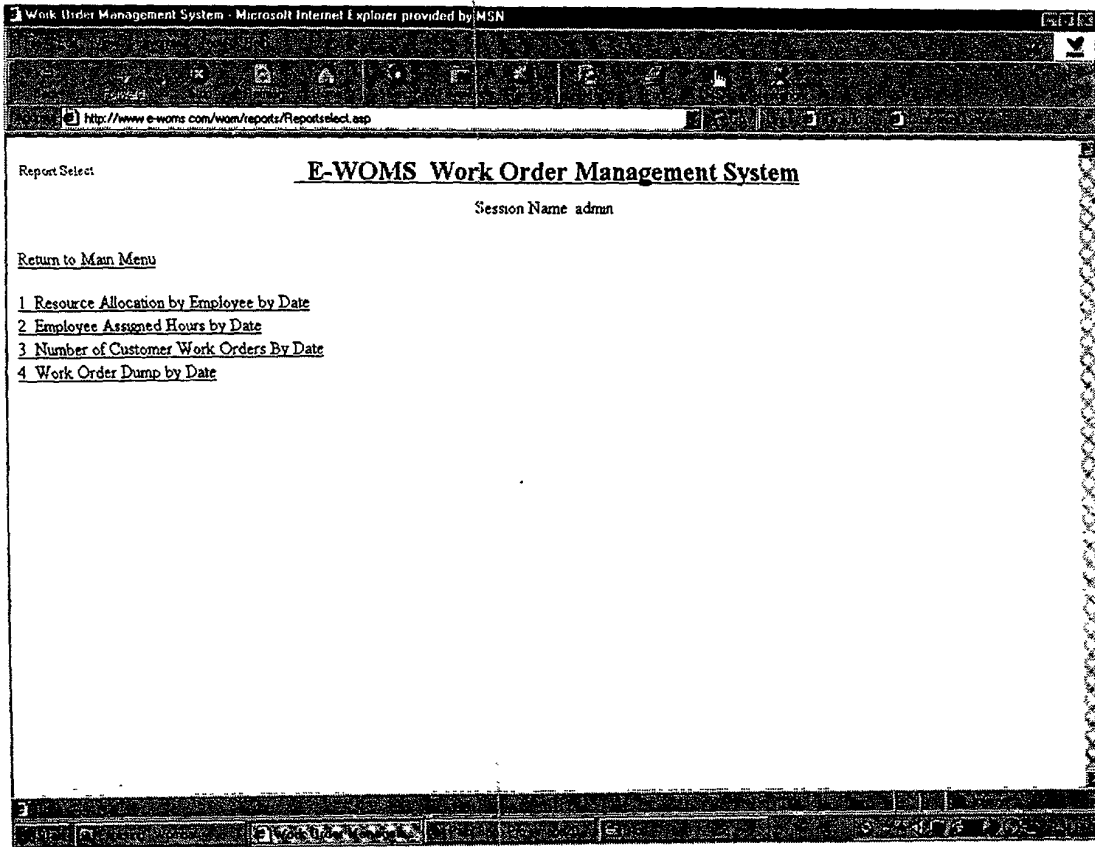 Work Order Management System - Microsoft Internet Explorer provided by MSN
http://www e-woms com/wom/reports/Reportselect.asp
Report Select
E-WOMS Work Order Management System
Session Name admin
Return to Main Menu
1 Resource Allocation by Employee by Date
2 Employee Assigned Hours by Date
3 Number of Customer Work Orders By Date
4 Work Order Dump by Date